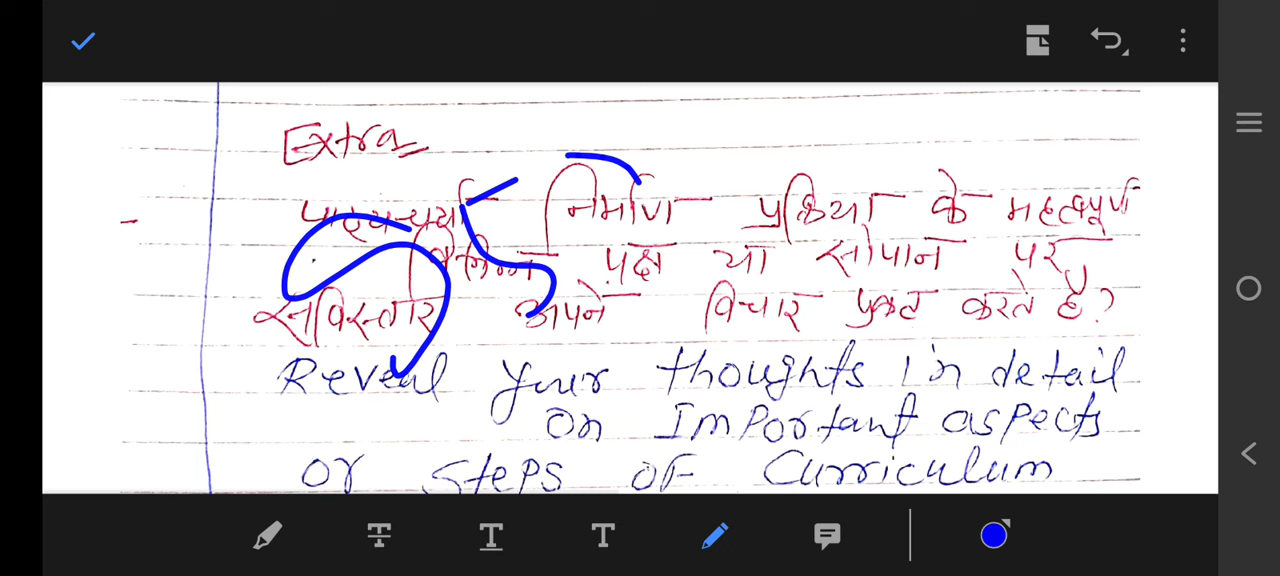 Extra
पाठ्यचर्या निर्माण प्रक्रिया के महत्वपूर्ण
विभिन्न पक्ष या सोपान पर
सविस्तार अपने विचार प्रकट करते है?
Reveal your thoughts in detail
on Important aspects
or steps of Curriculum